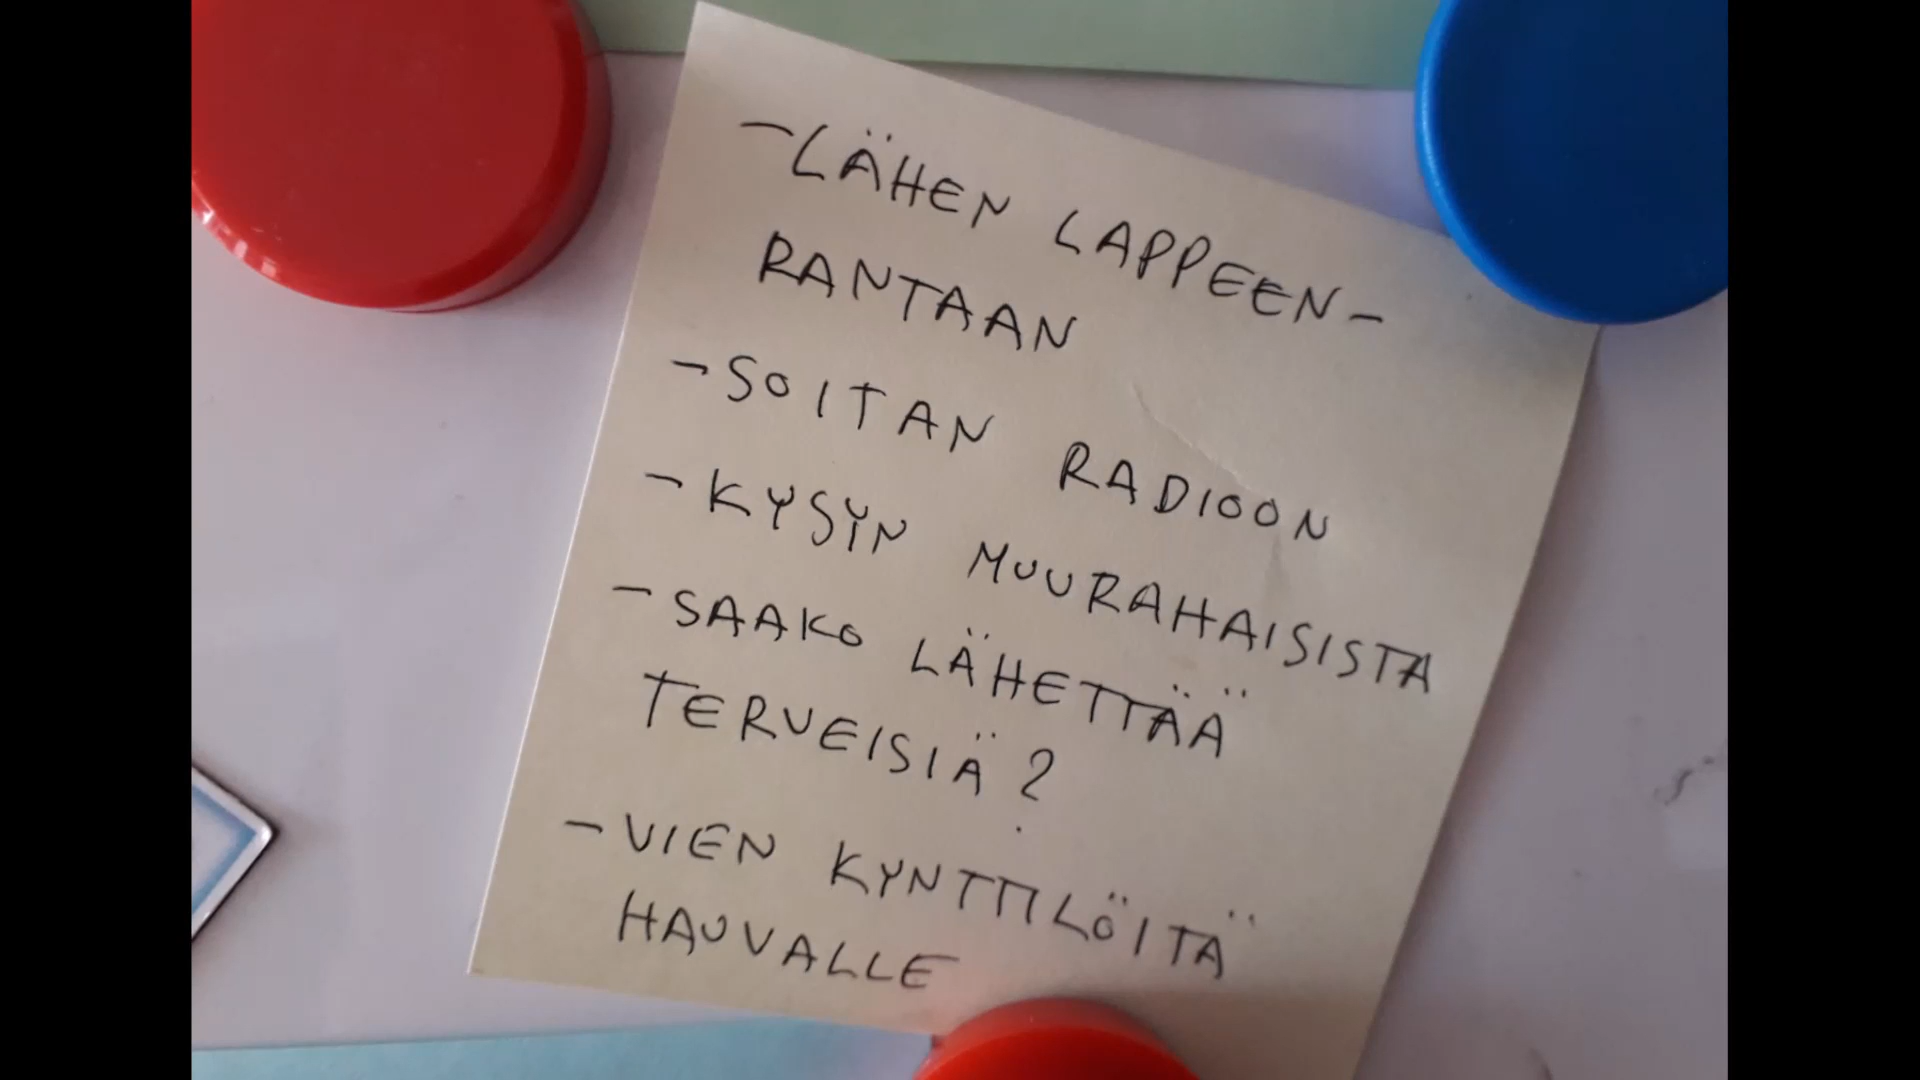 - LÄHEN LAPPEEN-
RANTAAN
- SOITAN RADIOON
- KYSYN MUURAHAISISTA
- SAAKO LÄHETTÄÄ
TERVEISIÄ?
- VIEN KYNTTILÖITÄ
HAUVALLE